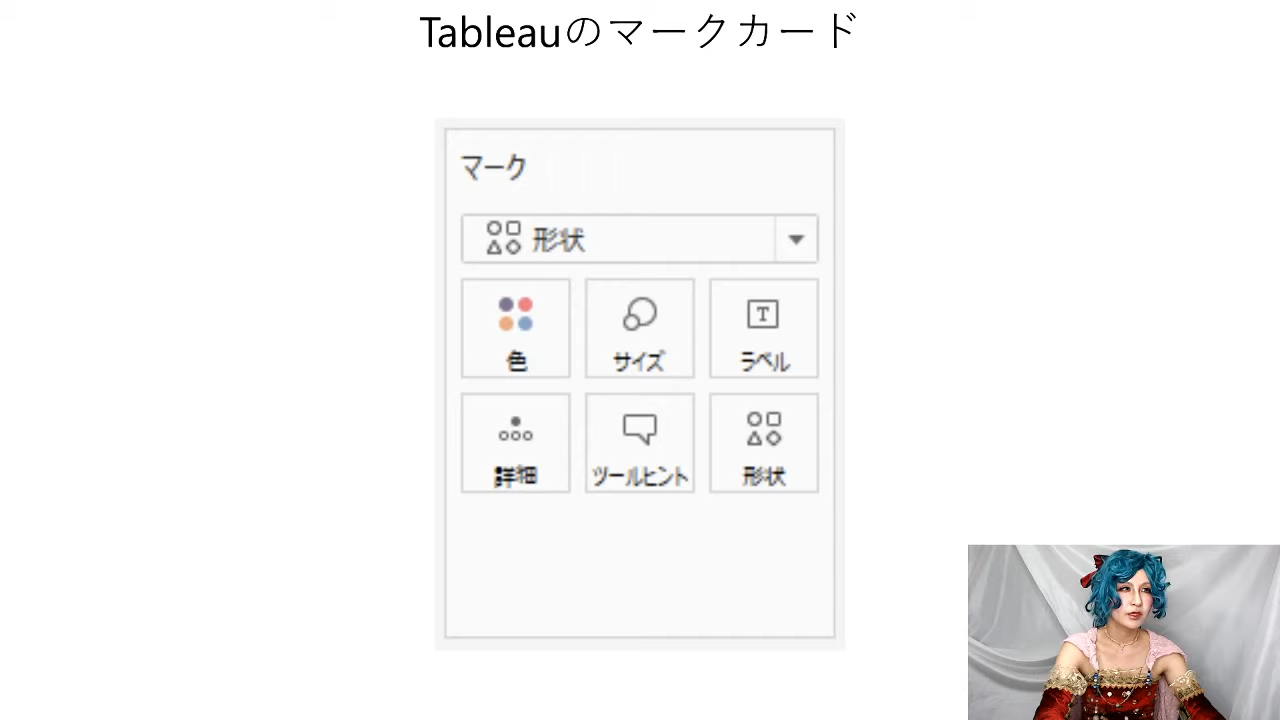 Tableauのマークカード
マーク
形状
色 サイズ T ラベル
詳細 ツールヒント 形状